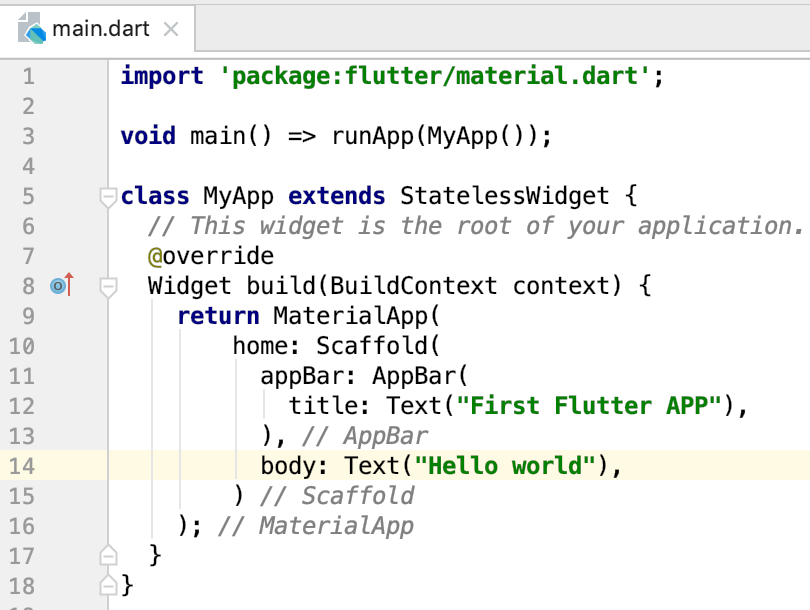 main.dart
1 import 'package:flutter/material.dart';
2
3 void main() => runApp(MyApp());
4
5 class MyApp extends StatelessWidget {
6 // This widget is the root of your application.
7 @override
8 Widget build(BuildContext context) {
9 return MaterialApp(
10 home: Scaffold(
11 appBar: AppBar(
12 title: Text("First Flutter APP"),
13 ), // AppBar
14 body: Text("Hello world"),
15 ) // Scaffold
16 ); // MaterialApp
17 }
18 }